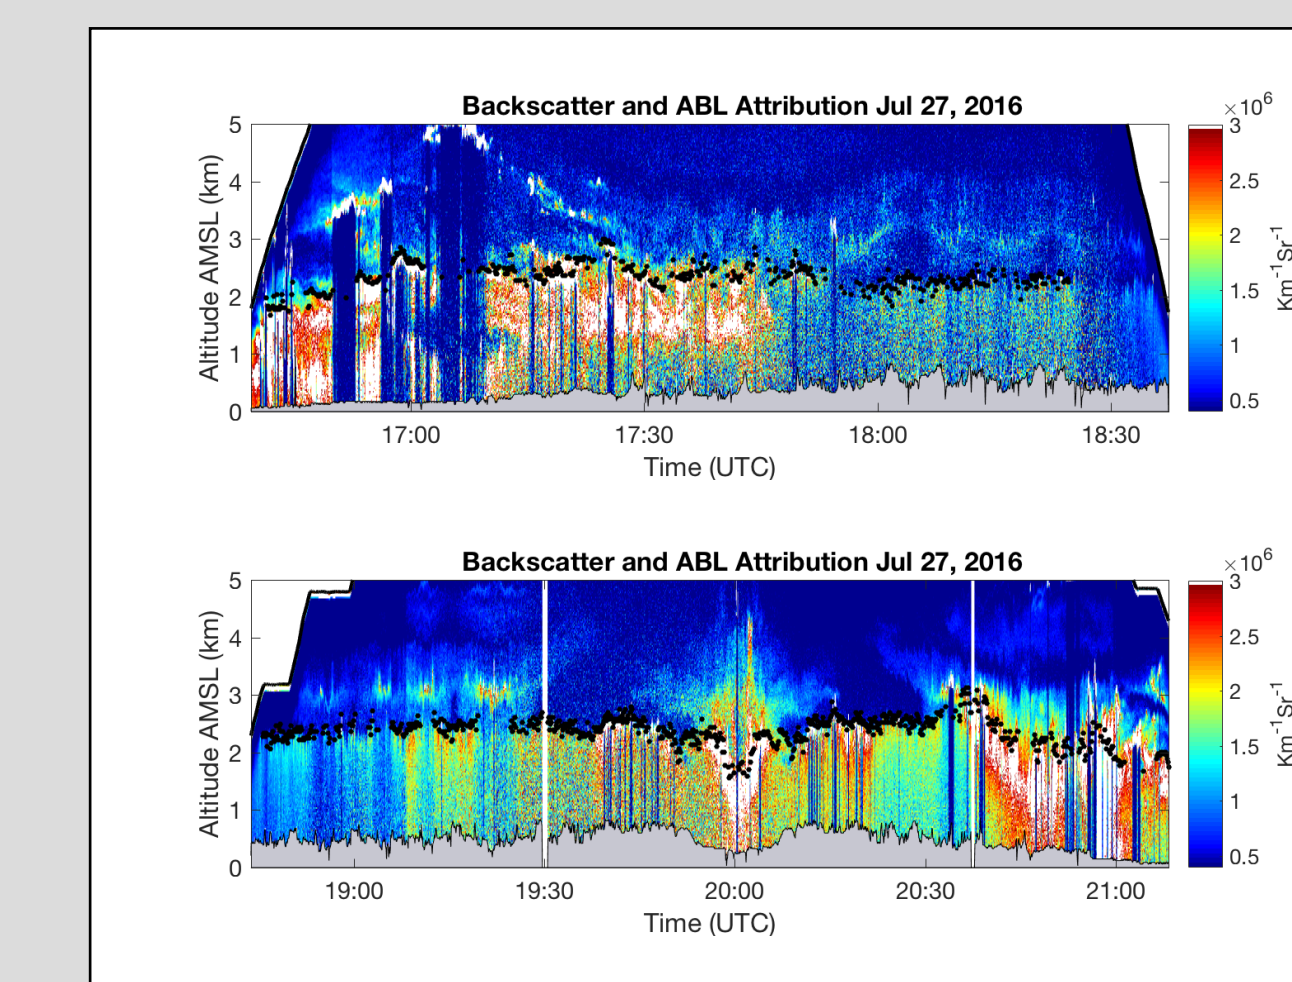 Backscatter and ABL Attribution Jul 27, 2016
×10⁶
5
4
3
2
1
0
Altitude AMSL (km)
17:00 17:30 18:00 18:30
Time (UTC)
3
2.5
2
1.5
1
0.5
Km⁻¹Sr⁻¹
Backscatter and ABL Attribution Jul 27, 2016
×10⁶
5
4
3
2
1
0
Altitude AMSL (km)
19:00 19:30 20:00 20:30 21:00
Time (UTC)
3
2.5
2
1.5
1
0.5
Km⁻¹Sr⁻¹